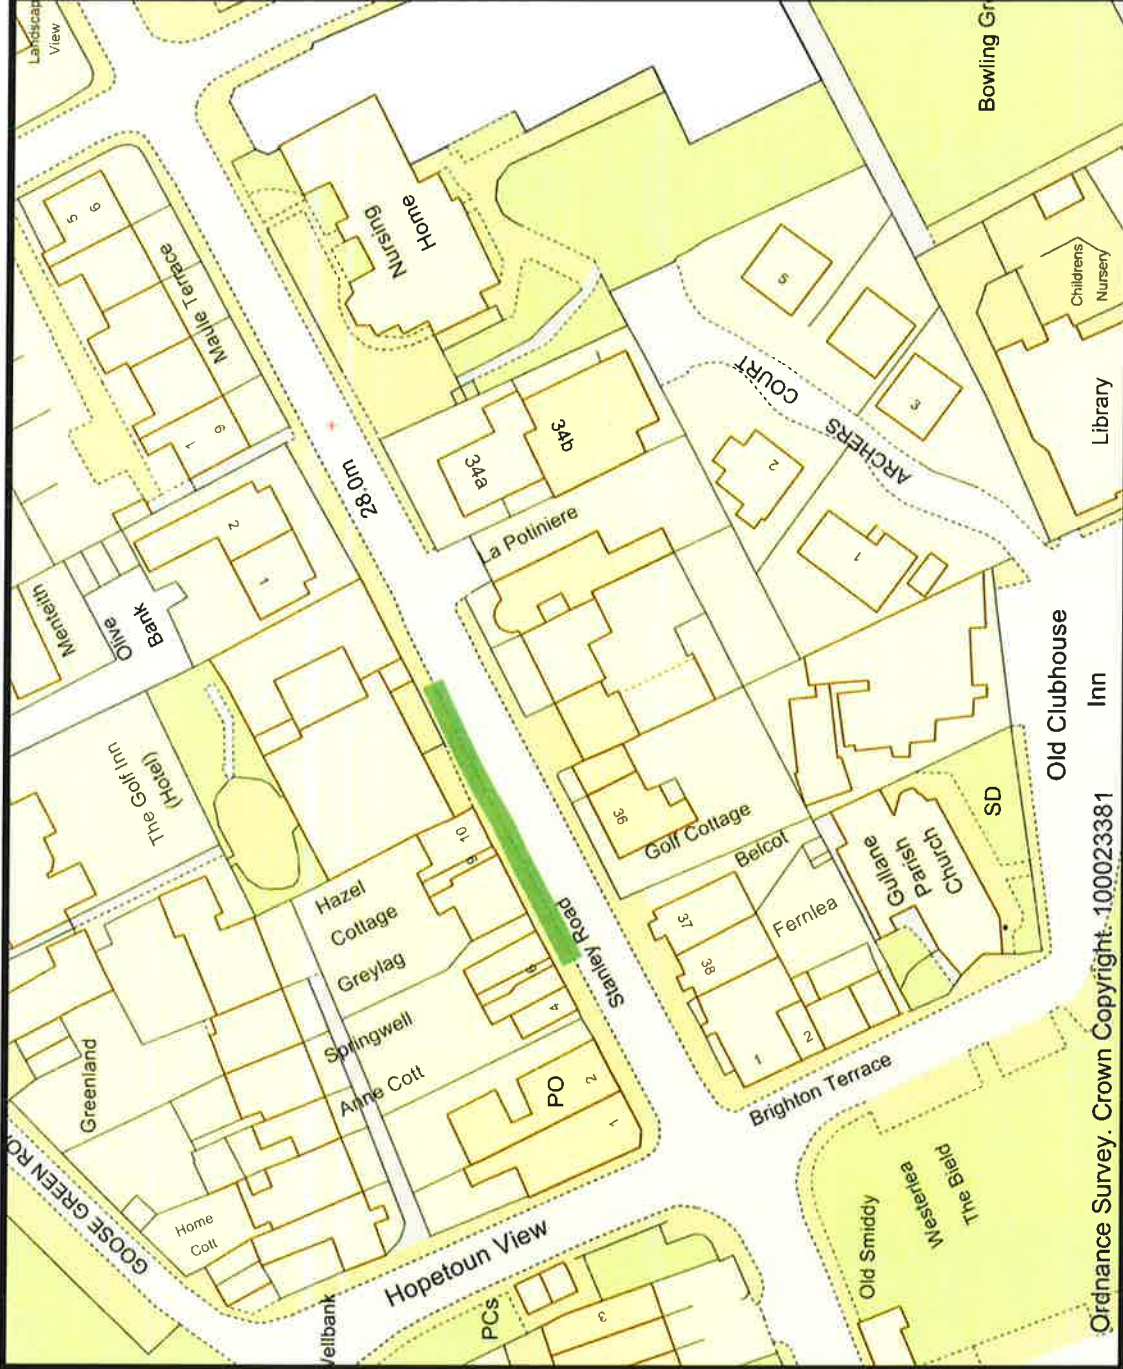 Landscap
View
5
6
Maule Terrace
1
9
Nursing
Home
Bowling Gr
28.0m
Menteith
Olive
Bank
2
1
34a
34b
La Potiniere
5
3
COURT
ARCHERS
2
1
Childrens
Nursery
Library
The Golf Inn
(Hotel)
10
9
Hazel
Cottage
Greylag
Springwell
Anne Cott
6
4
Stanley Road
36
Golf Cottage
Belcot
Fernlea
37
38
1
2
Gullane
Parish
Church
SD
Old Clubhouse
Inn
Greenland
GOOSE GREEN ROA
Home
Cott
PO
2
1
Brighton Terrace
Hopetoun View
Wellbank
PCs
3
Old Smiddy
Westerlea
The Bield
Ordnance Survey. Crown Copyright. 100023381